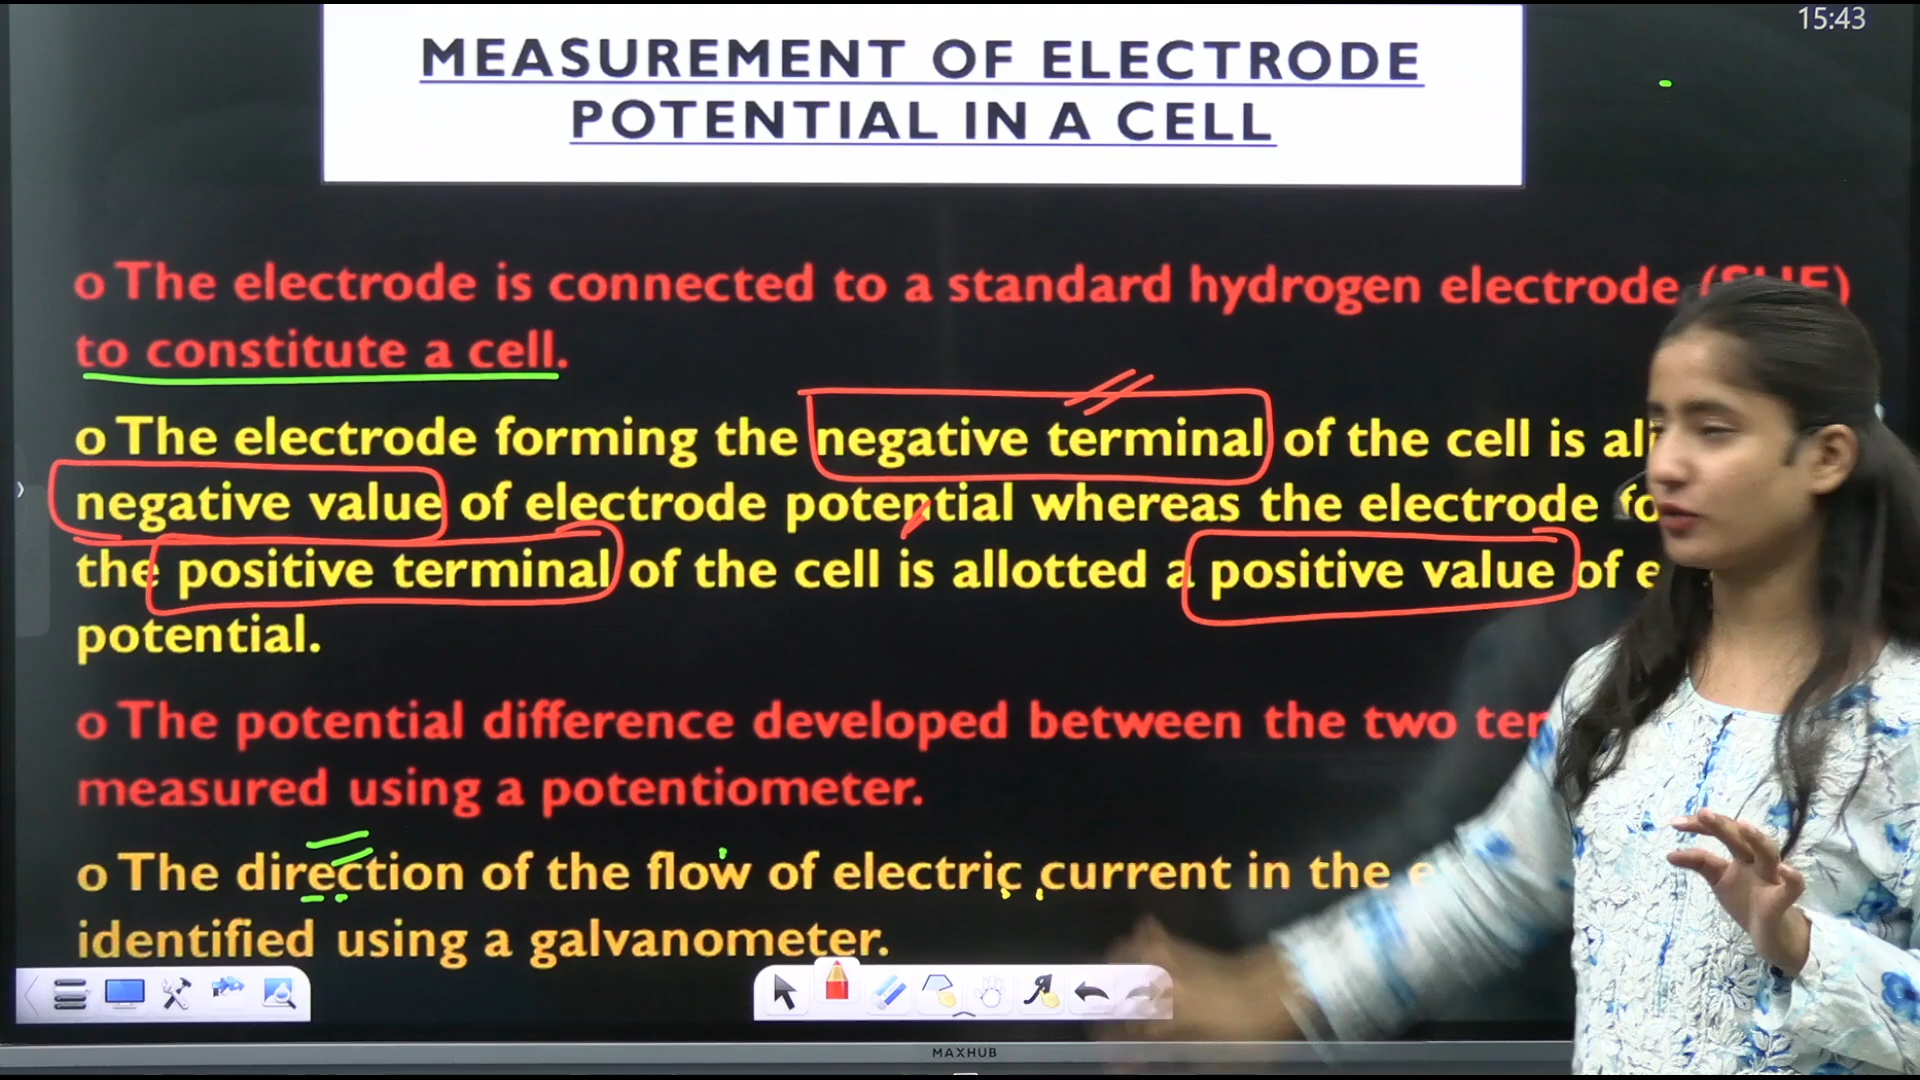 15:43
MEASUREMENT OF ELECTRODE
POTENTIAL IN A CELL
o The electrode is connected to a standard hydrogen electrode
to constitute a cell.
o The electrode forming the negative terminal of the cell is
negative value of electrode potential whereas the electrode
the positive terminal of the cell is allotted a positive value of
potential.
o The potential difference developed between the two
measured using a potentiometer.
o The direction of the flow of electric current in the
identified using a galvanometer.
MAXHUB